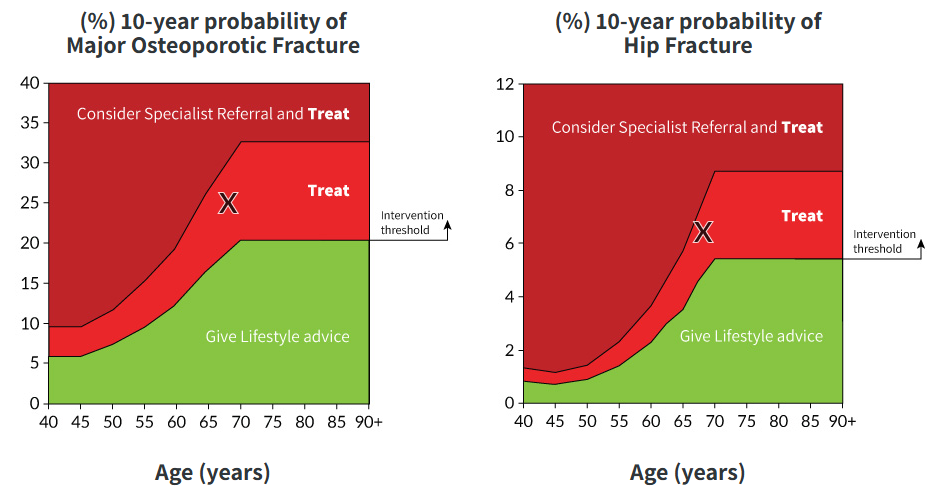 (%) 10-year probability of
Major Osteoporotic Fracture
40
35
30
25
20
15
10
5
0
Consider Specialist Referral and Treat
Treat
X
Give Lifestyle advice
Intervention
threshold
40 45 50 55 60 65 70 75 80 85 90+
Age (years)
(%) 10-year probability of
Hip Fracture
12
10
8
6
4
2
0
Consider Specialist Referral and Treat
Treat
X
Give Lifestyle advice
Intervention
threshold
40 45 50 55 60 65 70 75 80 85 90+
Age (years)